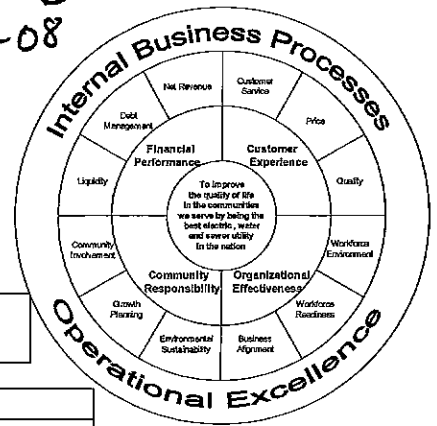 -08
Internal Business Processes
Net Revenue
Customer
Service
Debt
Management
Price
Financial
Performance
Customer
Experience
Liquidity
Quality
To improve
the quality of life
in the communities
we serve by being the
best electric, water
and sewer utility
in the nation
Community
Involvement
Workforce
Environment
Community
Responsibility
Organizational
Effectiveness
Growth
Planning
Workforce
Readiness
Environmental
Sustainability
Business
Alignment
Operational Excellence